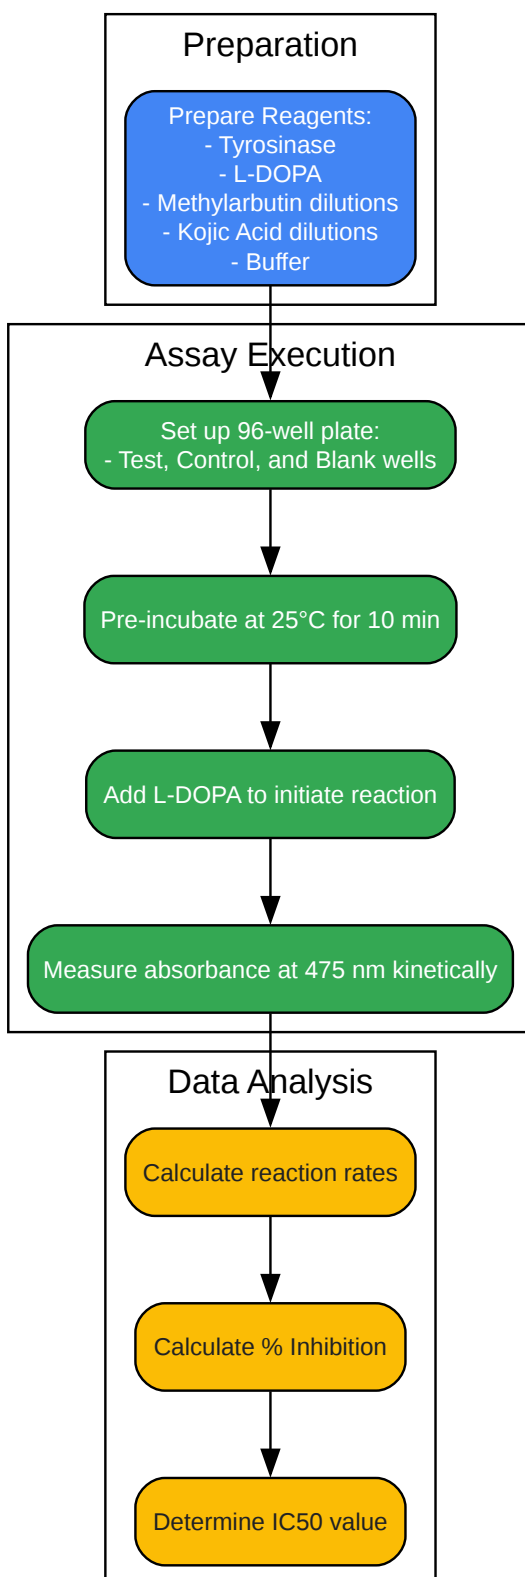 Preparation
Prepare Reagents:
- Tyrosinase
- L-DOPA
- Methylarbutin dilutions
- Kojic Acid dilutions
- Buffer
Assay Execution
Set up 96-well plate:
- Test, Control, and Blank wells
Pre-incubate at 25°C for 10 min
Add L-DOPA to initiate reaction
Measure absorbance at 475 nm kinetically
Data Analysis
Calculate reaction rates
Calculate % Inhibition
Determine IC50 value